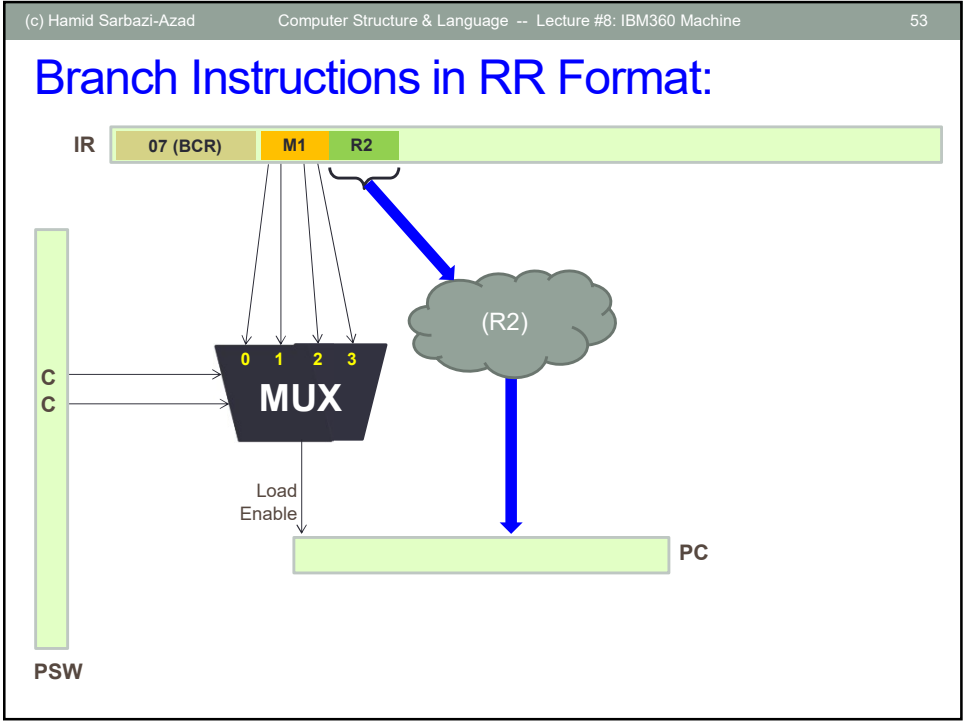 (c) Hamid Sarbazi-Azad Computer Structure & Language -- Lecture #8: IBM360 Machine 53
Branch Instructions in RR Format:
IR 07 (BCR) M1 R2
(R2)
0 1 2 3
MUX
C
C
Load
Enable
PC
PSW